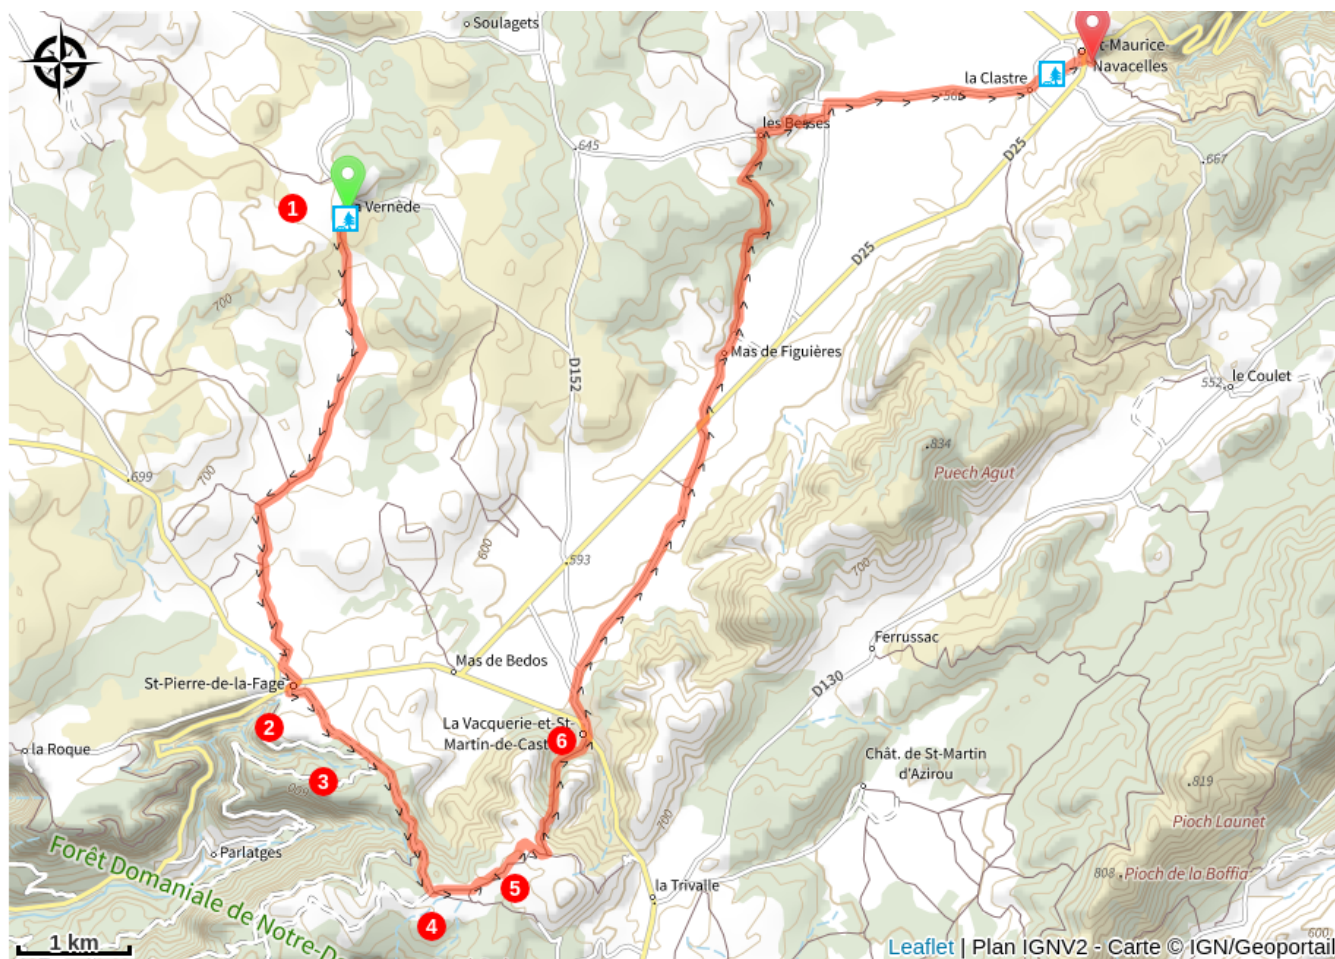 Soulagets
t-Maurice-
Navacelles
la Clastre
566
les Besses
645
D25
667
1
Vernède
D25
700
D152
Mas de Figuières
552
le Coulet
834
Puech Agut
699
700
600
593
700
Ferrussac
Mas de Bedos
St-Pierre-de-la-Fage
D130
2
La Vacquerie-et-St-
Martin-de-Cast
6
la Roque
Chât. de St-Martin
d'Azirou
3
600
819
700
Pioch Launet
Parlatges
Forêt Domaniale de Notre-D
808
Pioch de la Boffia
5
la Trivalle
4
600
1 km
Leaflet | Plan IGNV2 - Carte © IGN/Geoportail